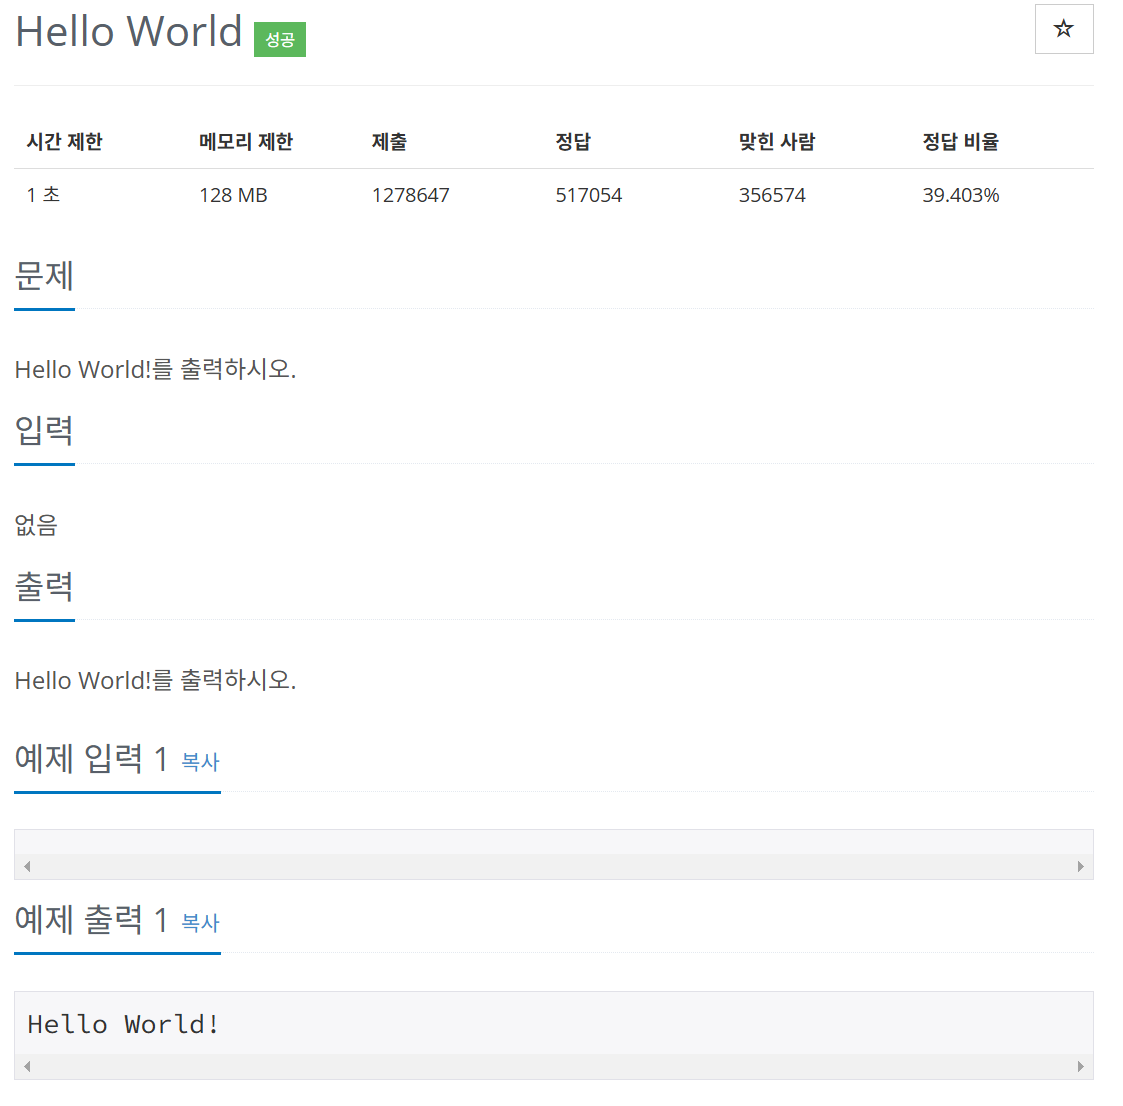 Hello World 성공
시간 제한 메모리 제한 제출 정답 맞힌 사람 정답 비율
1 초 128 MB 1278647 517054 356574 39.403%
문제
Hello World!를 출력하시오.
입력
없음
출력
Hello World!를 출력하시오.
예제 입력 1 복사
예제 출력 1 복사
Hello World!